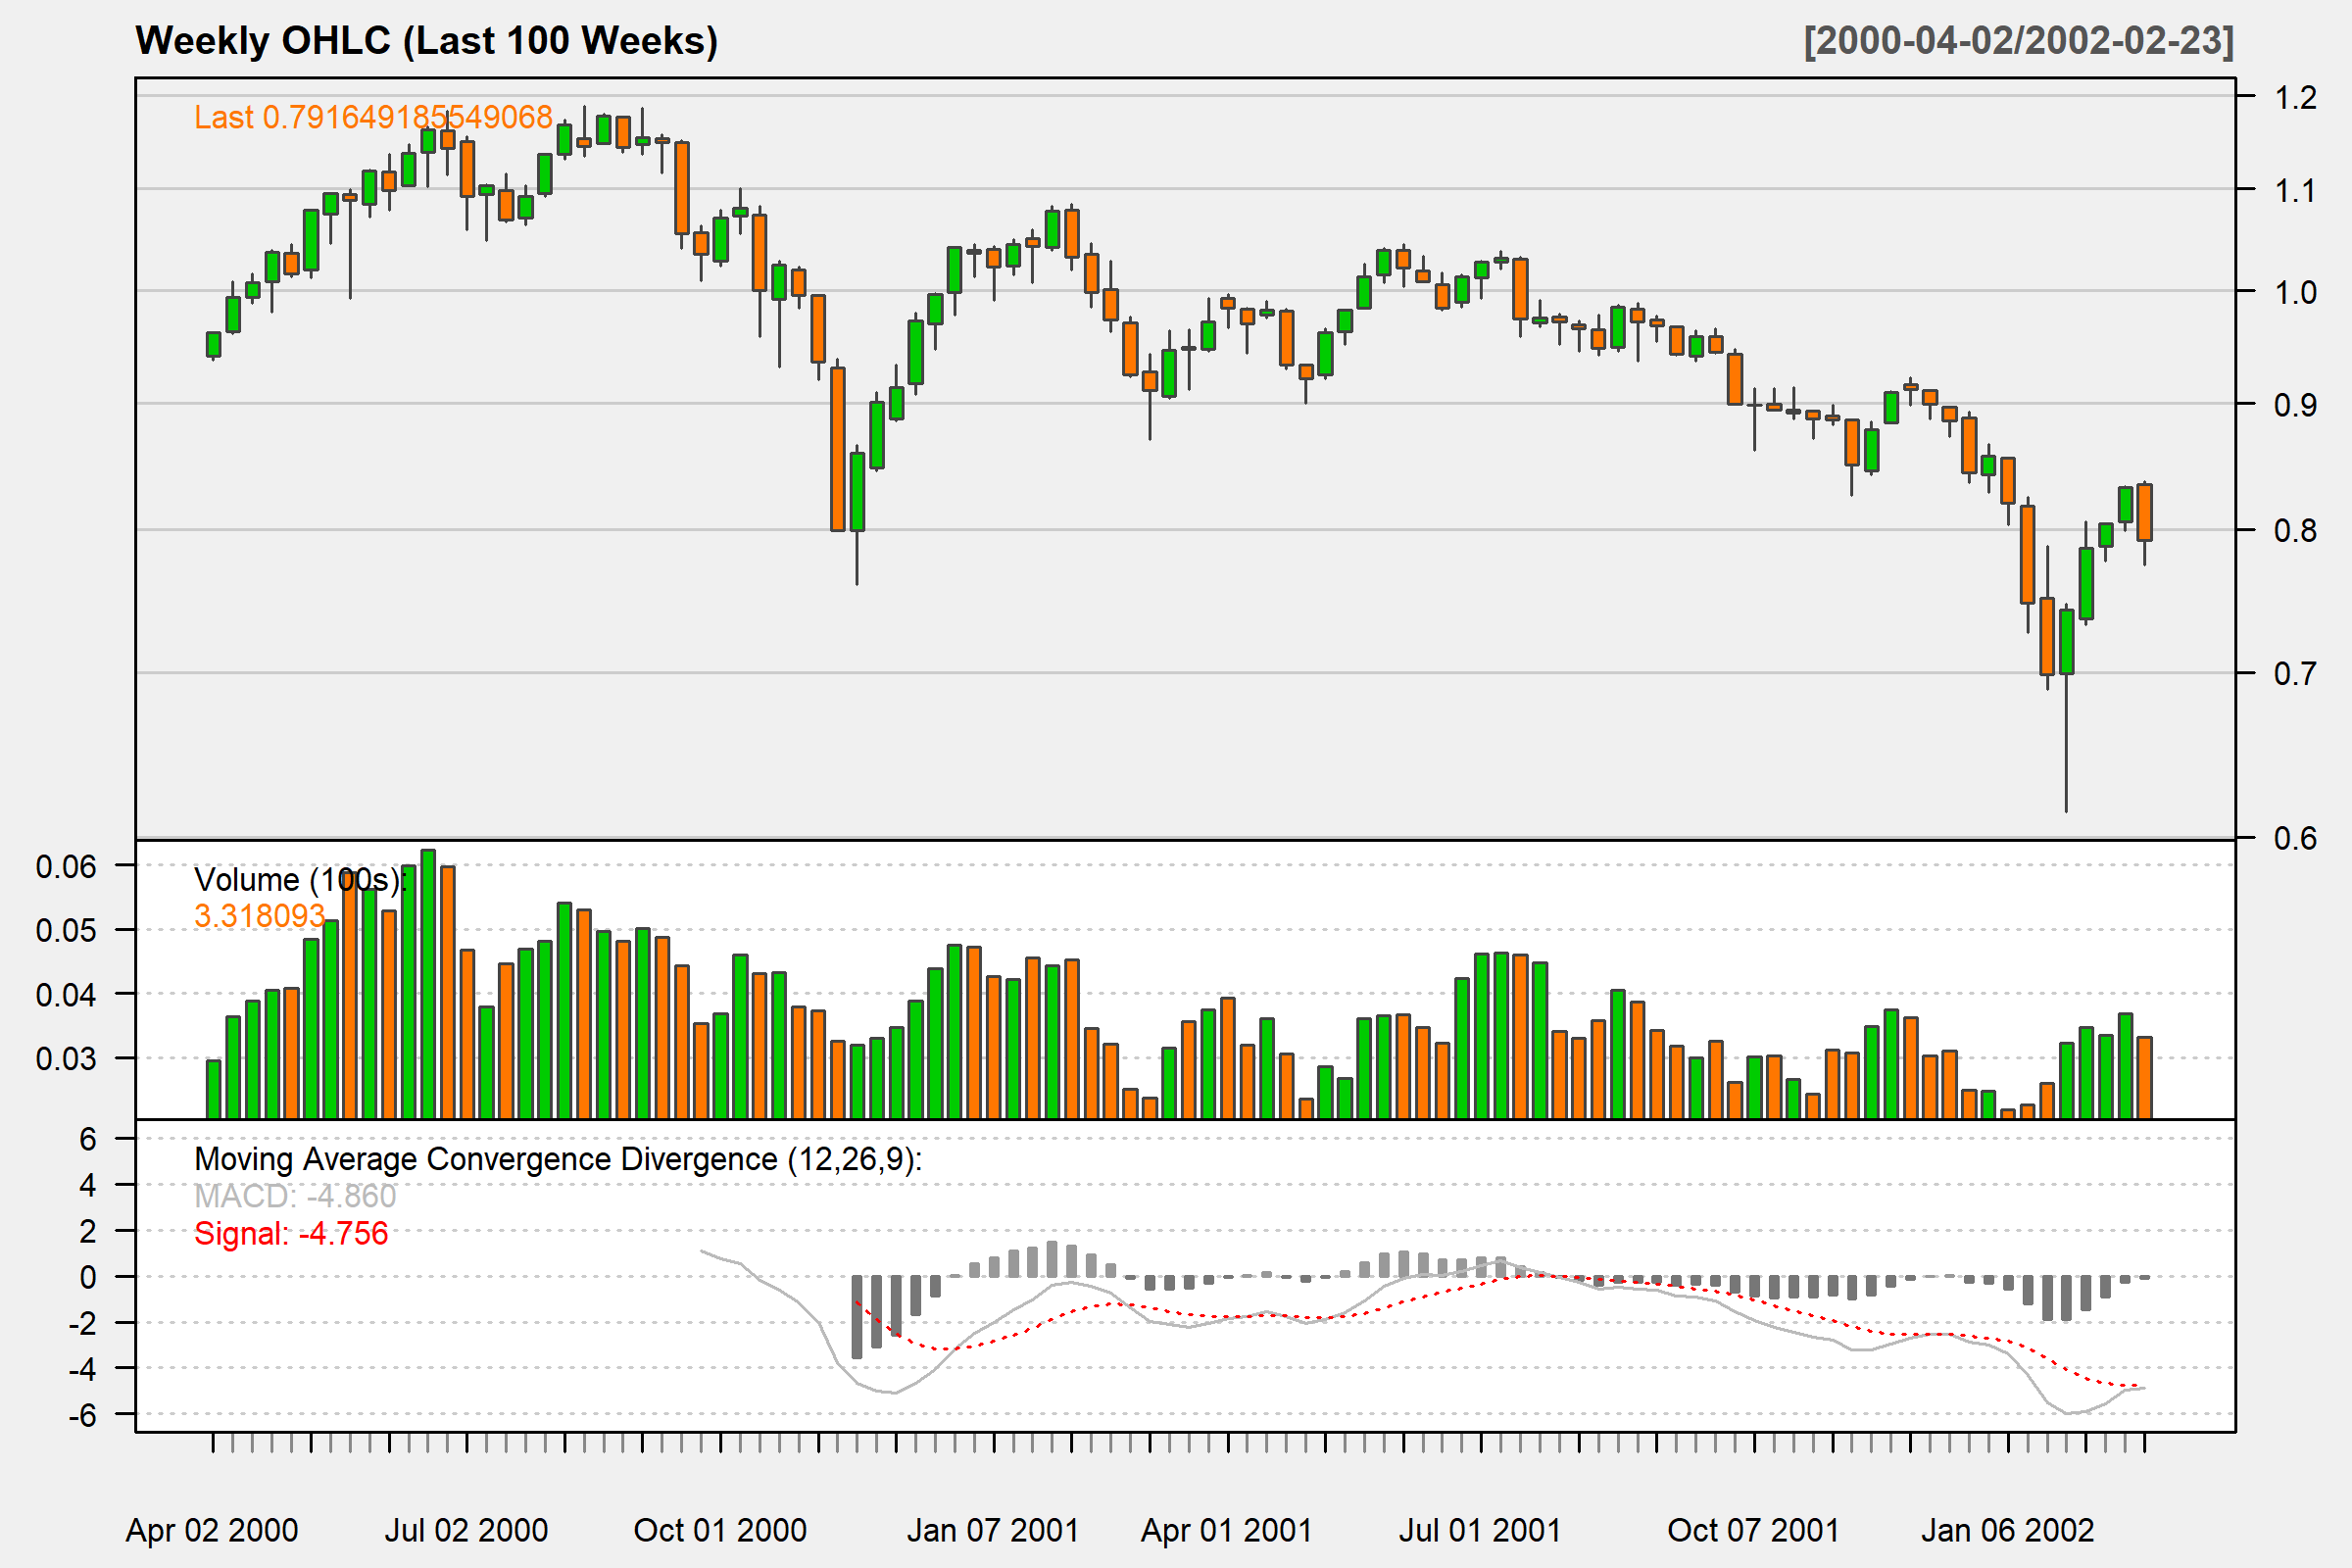 Weekly OHLC (Last 100 Weeks)
[2000-04-02/2002-02-23]
Last 0.791649185549068
1.2
1.1
1.0
0.9
0.8
0.7
0.6
Volume (100s):
3.318093
0.06
0.05
0.04
0.03
Moving Average Convergence Divergence (12,26,9):
MACD: -4.860
Signal: -4.756
6
4
2
0
-2
-4
-6
Apr 02 2000
Jul 02 2000
Oct 01 2000
Jan 07 2001
Apr 01 2001
Jul 01 2001
Oct 07 2001
Jan 06 2002